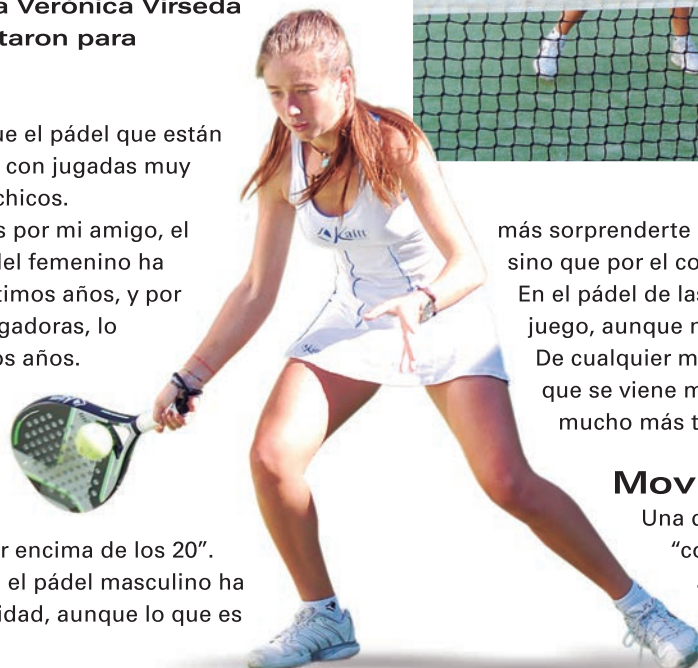 a Verónica Virseda
taron para
ue el pádel que están
con jugadas muy
chicos.
s por mi amigo, el
del femenino ha
timos años, y por
gadoras, lo
os años.
r encima de los 20”.
el pádel masculino ha
idad, aunque lo que es
Kaitt
más sorprenderte
sino que por el co
En el pádel de las
juego, aunque n
De cualquier m
que se viene m
mucho más t
Mov
Una c
“co